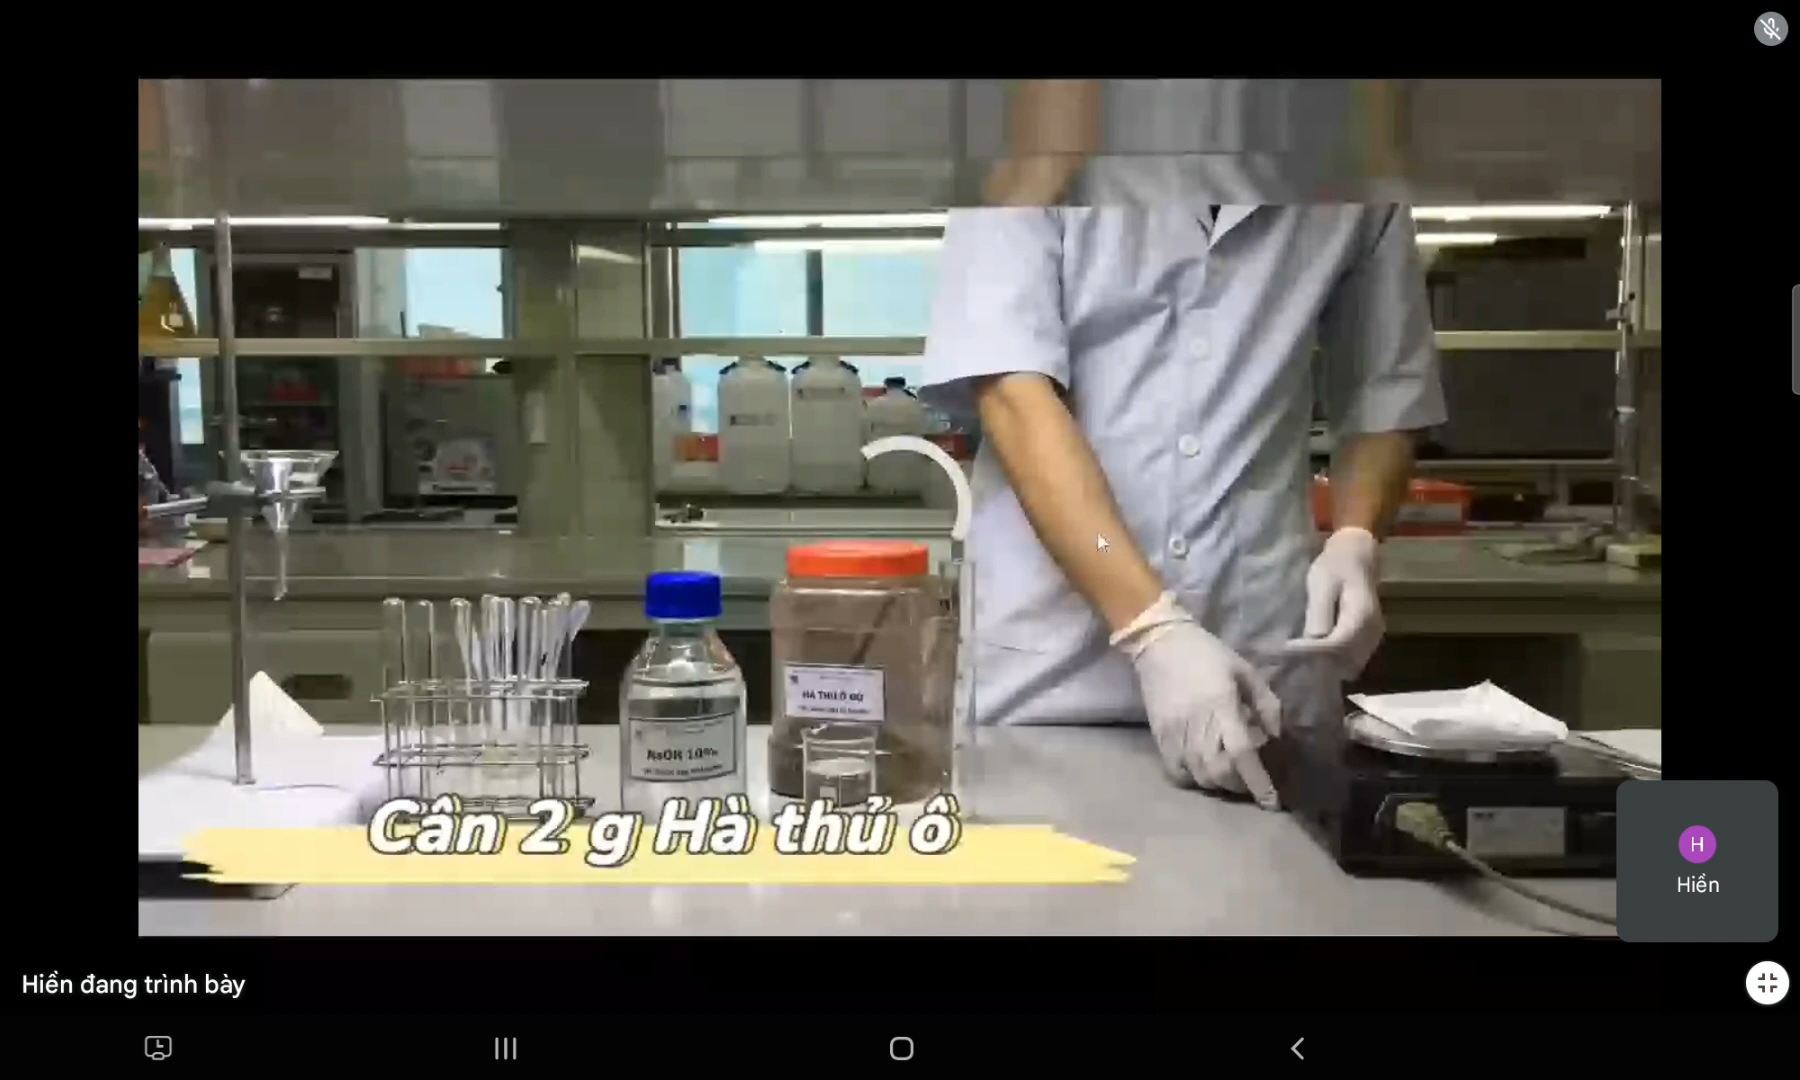 HÀ THỦ Ô ĐỎ
NaOH 10%
Cân 2 g Hà thủ ô
H
Hiền
Hiền đang trình bày